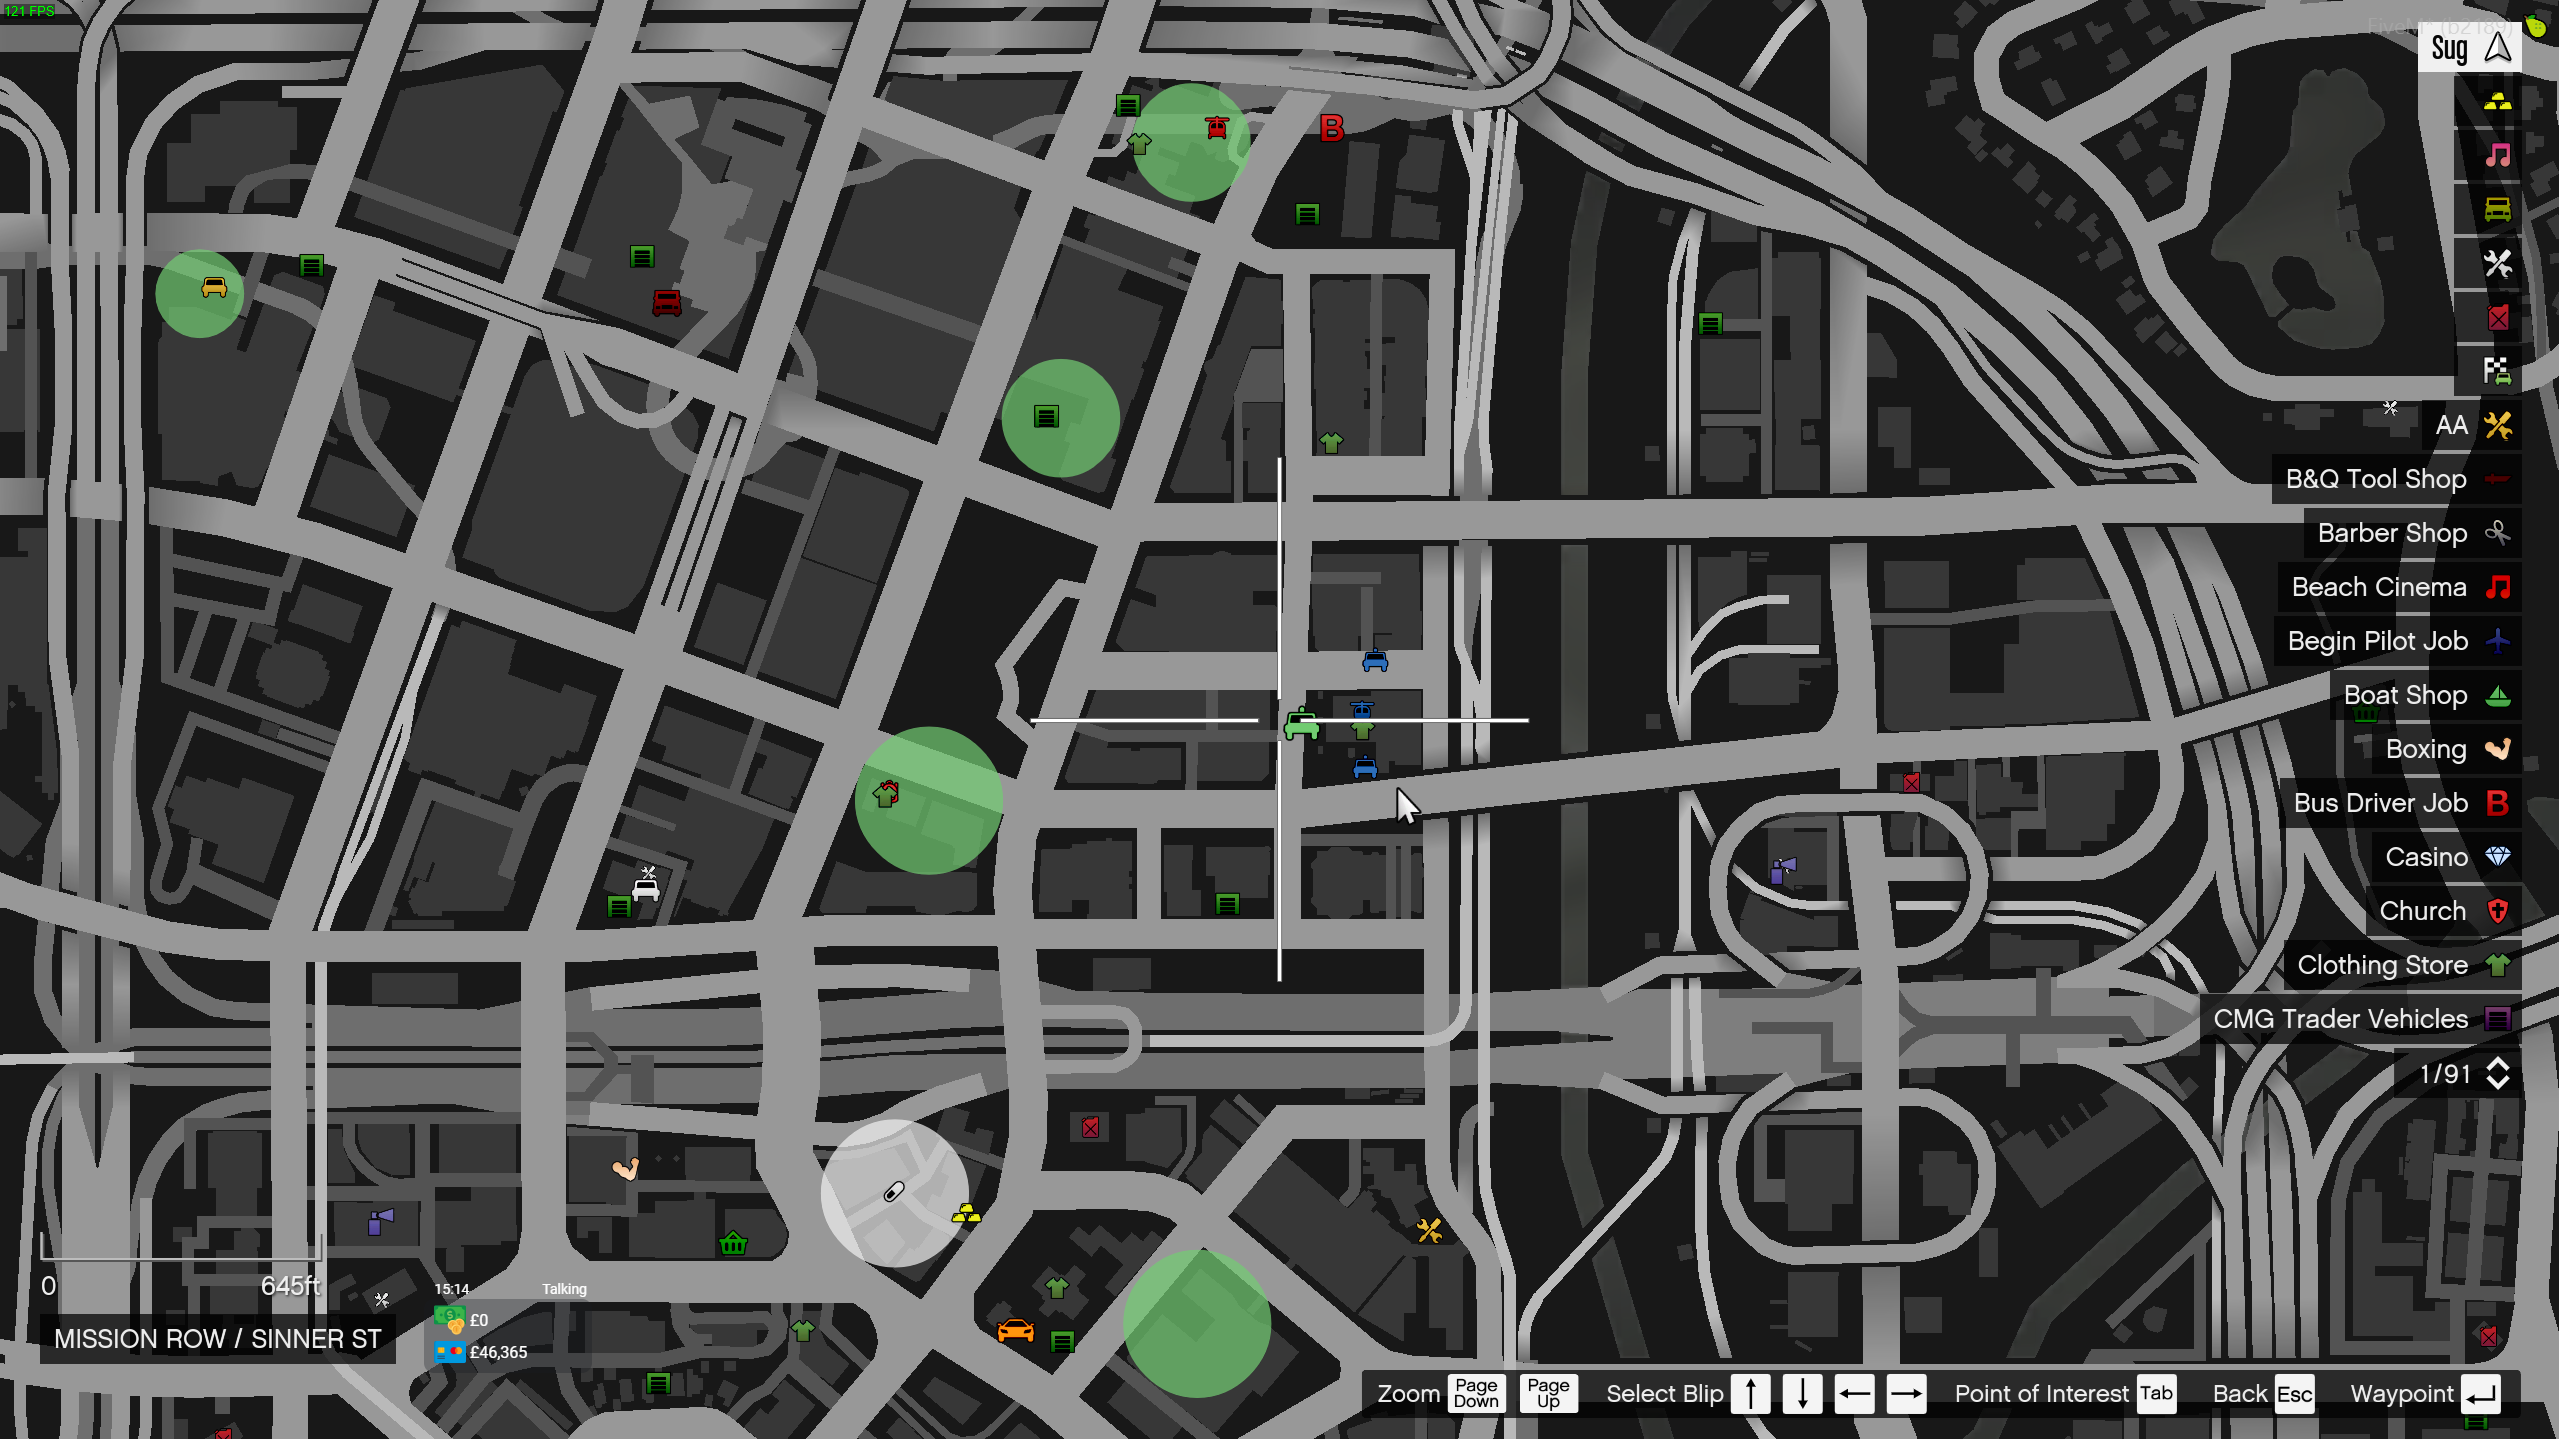 121 FPS
FiveM (b2189)
Sug
AA
B&Q Tool Shop
Barber Shop
Beach Cinema
Begin Pilot Job
Boat Shop
Boxing
Bus Driver Job
B
Casino
Church
Clothing Store
CMG Trader Vehicles
1/91
B
0 645ft
MISSION ROW / SINNER ST
15:14 Talking
£0
£46,365
Zoom Page Down Page Up Select Blip ↑ ↓ ← → Point of Interest Tab Back Esc Waypoint